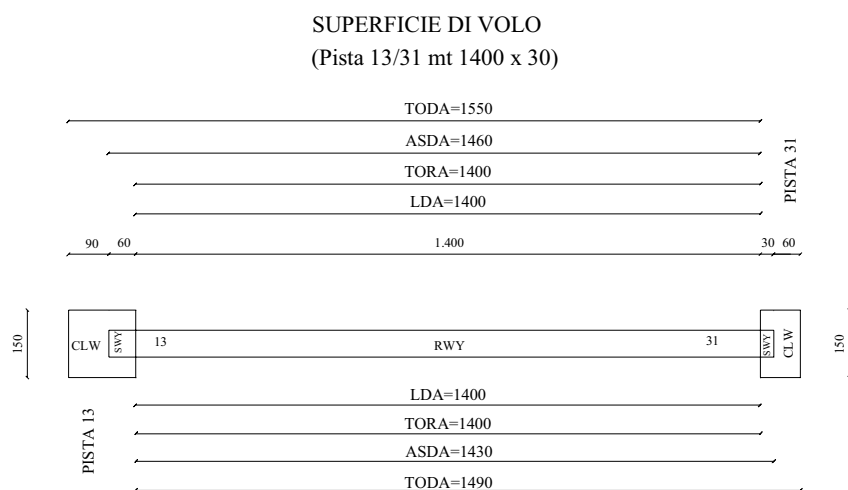 SUPERFICIE DI VOLO
(Pista 13/31 mt 1400 x 30)
TODA=1550
ASDA=1460
TORA=1400
LDA=1400
PISTA 31
90 60 1.400 30 60
150 CLW SWY 13 RWY 31 SWY CLW 150
LDA=1400
TORA=1400
PISTA 13
ASDA=1430
TODA=1490